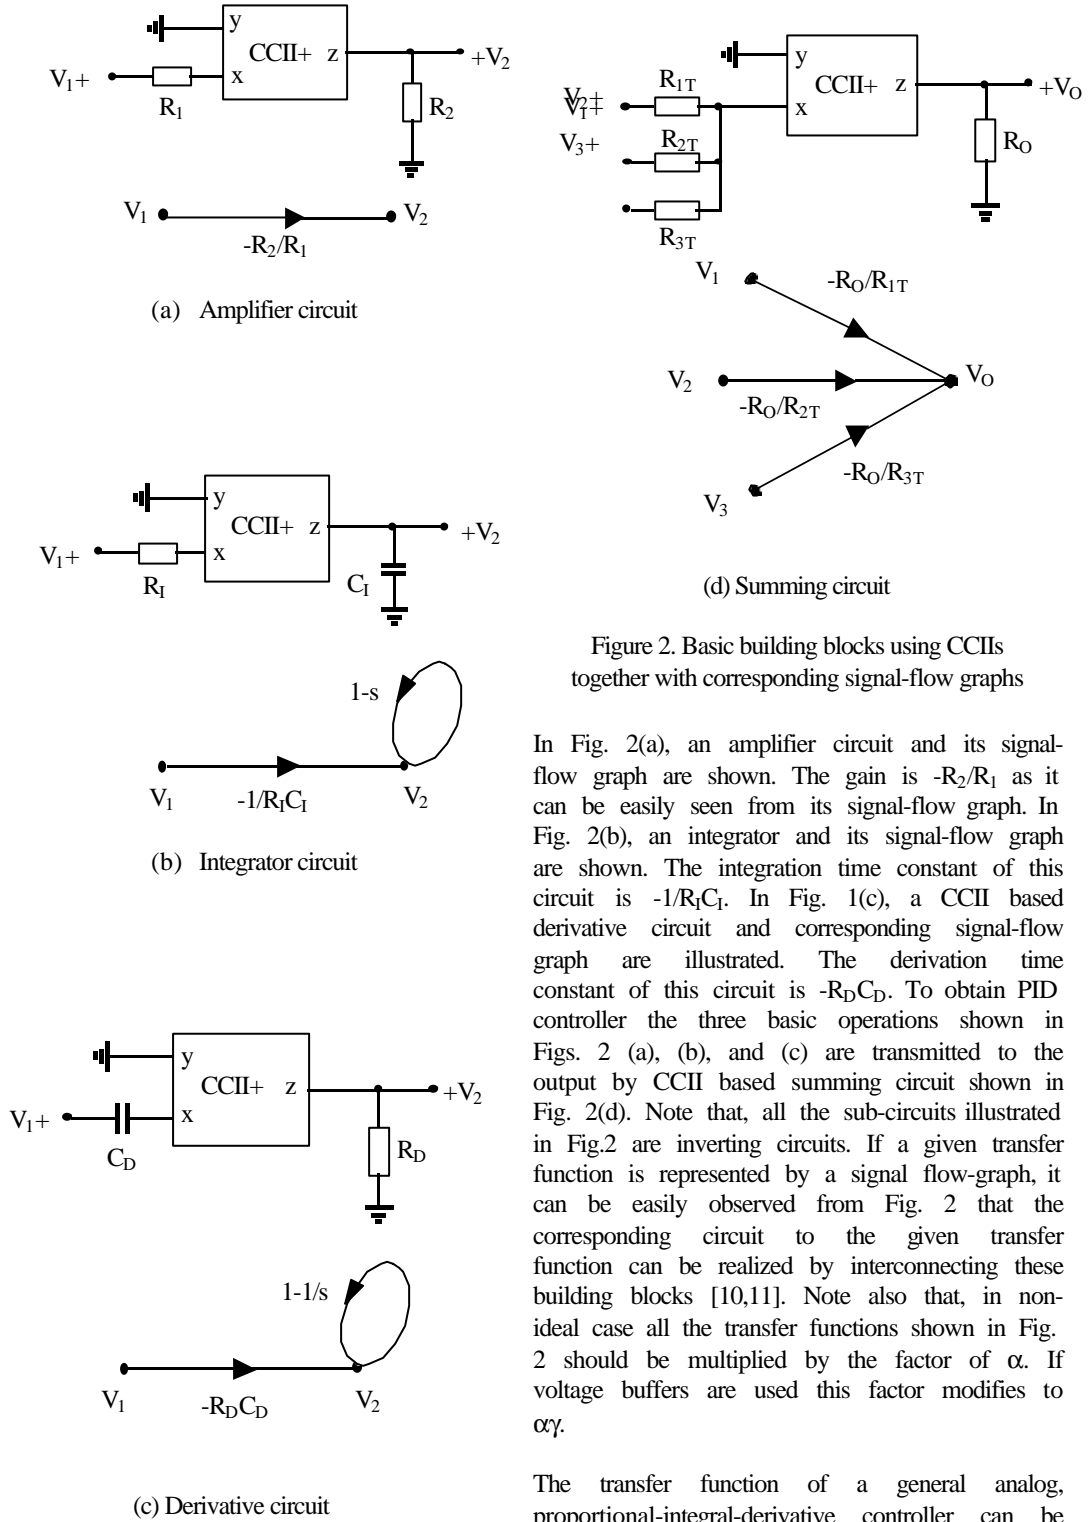 y
CCII+ z
+V2
V1+
x
R1
R2
V1
V2
-R2/R1
(a) Amplifier circuit
y
CCII+ z
+V2
V1+
x
RI
CI
1-s
V1
-1/RICI
V2
(b) Integrator circuit
y
CCII+ z
+V2
V1+
x
CD
RD
1-1/s
V1
-RDCD
V2
(c) Derivative circuit
y
CCII+ z
+VO
R1T
V2+
V1+
x
V3+
R2T
RO
R3T
V1
-RO/R1T
V2
VO
-RO/R2T
-RO/R3T
V3
(d) Summing circuit
Figure 2. Basic building blocks using CCIIs
together with corresponding signal-flow graphs
In Fig. 2(a), an amplifier circuit and its signal-
flow graph are shown. The gain is -R2/R1 as it
can be easily seen from its signal-flow graph. In
Fig. 2(b), an integrator and its signal-flow graph
are shown. The integration time constant of this
circuit is -1/RICI. In Fig. 1(c), a CCII based
derivative circuit and corresponding signal-flow
graph are illustrated. The derivation time
constant of this circuit is -RDCD. To obtain PID
controller the three basic operations shown in
Figs. 2 (a), (b), and (c) are transmitted to the
output by CCII based summing circuit shown in
Fig. 2(d). Note that, all the sub-circuits illustrated
in Fig.2 are inverting circuits. If a given transfer
function is represented by a signal flow-graph, it
can be easily observed from Fig. 2 that the
corresponding circuit to the given transfer
function can be realized by interconnecting these
building blocks [10,11]. Note also that, in non-
ideal case all the transfer functions shown in Fig.
2 should be multiplied by the factor of α. If
voltage buffers are used this factor modifies to
αγ.
The transfer function of a general analog,
proportional-integral-derivative controller can be